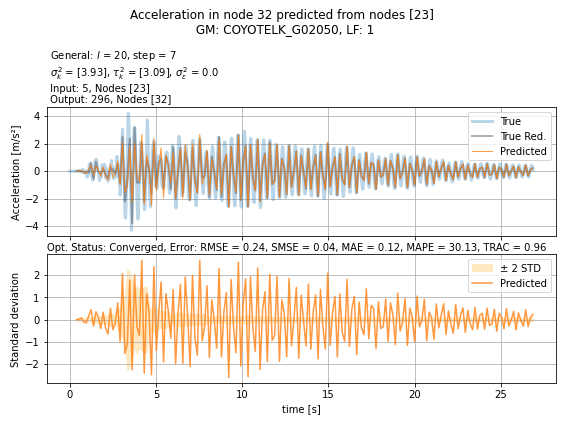 Acceleration in node 32 predicted from nodes [23]
GM: COYOTELK_G02050, LF: 1
General: l = 20, step = 7
σ²ₖ = [3.93], τ²ₖ = [3.09], σ²ε = 0.0
Input: 5, Nodes [23]
Output: 296, Nodes [32]
Acceleration [m/s²]
4
2
0
−2
−4
True
True Red.
Predicted
Opt. Status: Converged, Error: RMSE = 0.24, SMSE = 0.04, MAE = 0.12, MAPE = 30.13, TRAC = 0.96
Standard deviation
2
1
0
−1
−2
± 2 STD
Predicted
0 5 10 15 20 25
time [s]